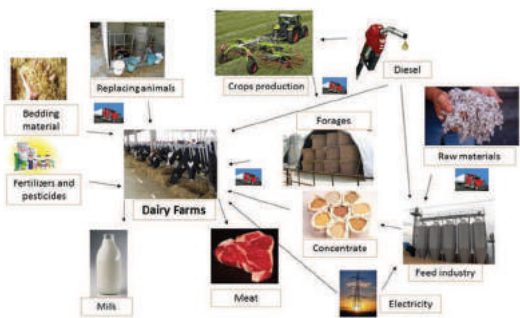 Replacing animals
Crops production
Diesel
Bedding
material
Forages
Raw materials
Fertilizers and
pesticides
Dairy Farms
Concentrate
Feed industry
Milk
Meat
Electricity